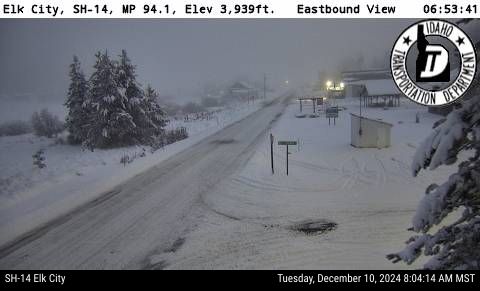 Elk City, SH-14, MP 94.1, Elev 3,939ft. Eastbound View 06:53:41
IDAHO
TRANSPORTATION DEPARTMENT
SH-14 Elk City Tuesday, December 10, 2024 8:04:14 AM MST